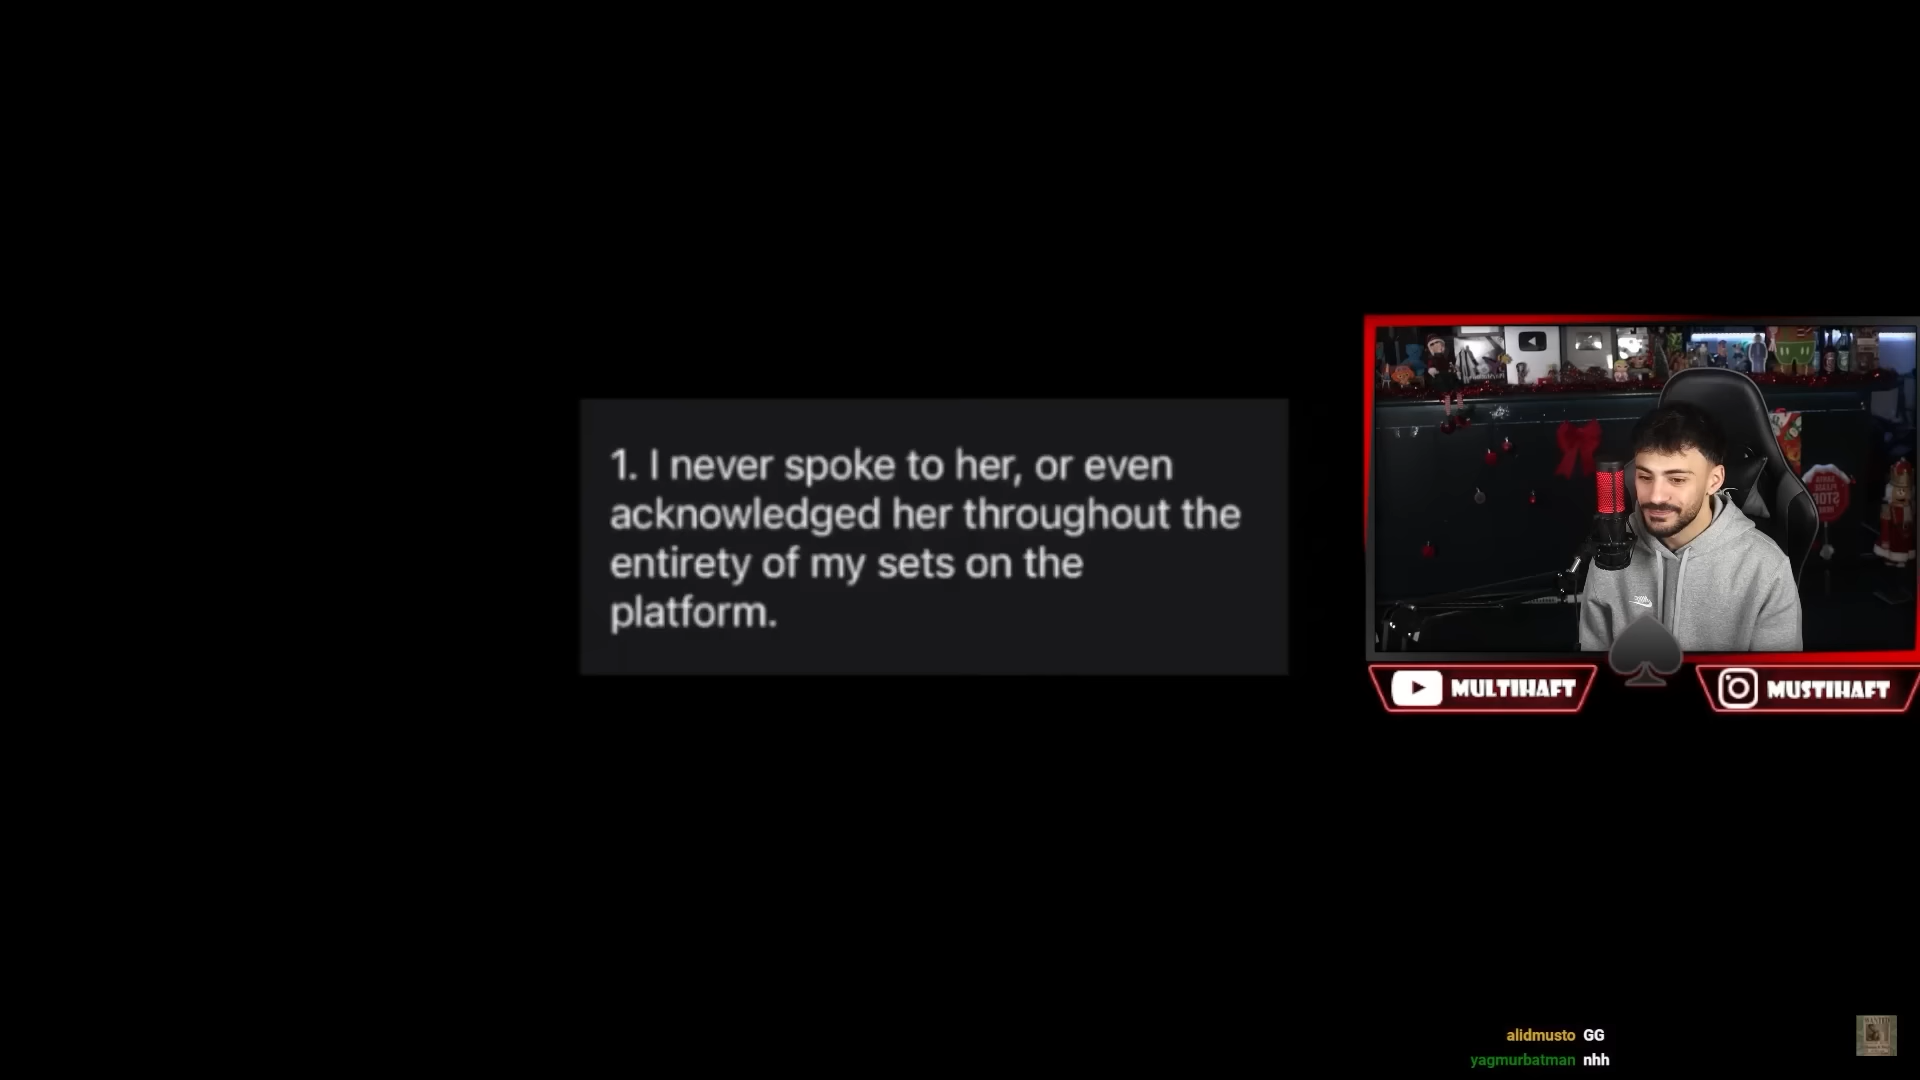 1. I never spoke to her, or even
acknowledged her throughout the
entirety of my sets on the
platform.
MULTIHAFT
MUSTIHAFT
alidmusto GG
yagmurbatman nhh